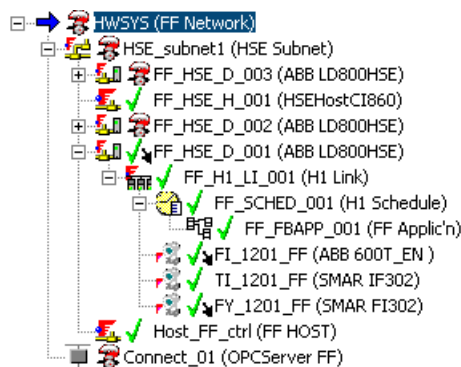 HWSYS (FF Network)
HSE_subnet1 (HSE Subnet)
FF_HSE_D_003 (ABB LD800HSE)
FF_HSE_H_001 (HSEHostCI860)
FF_HSE_D_002 (ABB LD800HSE)
FF_HSE_D_001 (ABB LD800HSE)
FF_H1_LI_001 (H1 Link)
FF_SCHED_001 (H1 Schedule)
FF_FBAPP_001 (FF Applic'n)
FI_1201_FF (ABB 600T_EN )
TI_1201_FF (SMAR IF302)
FY_1201_FF (SMAR FI302)
Host_FF_ctrl (FF HOST)
Connect_01 (OPCServer FF)